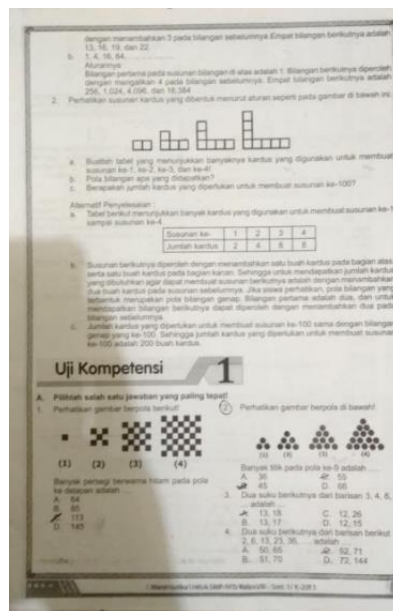 dengan menambahkan 3 pada bilangan sebelumnya. Empat bilangan berikutnya adalah
13, 16, 19, dan 22.
b. 1, 4, 16, 64, ...
Aturannya:
Bilangan pertama pada susunan bilangan di atas adalah 1. Bilangan berikutnya diperoleh
dengan mengalikan 4 pada bilangan sebelumnya. Empat bilangan berikutnya adalah
256, 1.024, 4.096, dan 16.384
2. Perhatikan susunan kardus yang dibentuk menurut aturan seperti pada gambar di bawah ini.
a. Buatlah tabel yang menunjukkan banyaknya kardus yang digunakan untuk membuat
susunan ke-1, ke-2, ke-3, dan ke-4!
b. Pola bilangan apa yang didapatkan?
c. Berapakah jumlah kardus yang diperlukan untuk membuat susunan ke-100?
Alternatif Penyelesaian :
a. Tabel berikut menunjukkan banyak kardus yang digunakan untuk membuat susunan ke-1
sampai susunan ke-4.
Susunan ke- 1 2 3 4
Jumlah kardus 2 4 6 8
b. Susunan berikutnya diperoleh dengan menambahkan satu buah kardus pada bagian atas
serta satu buah kardus pada bagian kanan. Sehingga untuk mendapatkan jumlah kardus
yang dibutuhkan agar dapat membuat susunan berikutnya adalah dengan menambahkan
dua buah kardus pada susunan sebelumnya. Jika siswa perhatikan, pola bilangan yang
terbentuk merupakan pola bilangan genap. Bilangan pertama adalah dua, dan untuk
mendapatkan bilangan berikutnya dapat diperoleh dengan menambahkan dua pada
bilangan sebelumnya.
c. Jumlah kardus yang diperlukan untuk membuat susunan ke-100 sama dengan bilangan
genap yang ke-100. Sehingga jumlah kardus yang diperlukan untuk membuat susunan
ke-100 adalah 200 buah kardus.
Uji Kompetensi 1
A. Pilihlah salah satu jawaban yang paling tepat!
1. Perhatikan gambar berpola berikut!
(1) (2) (3) (4)
Banyak persegi berwarna hitam pada pola
ke delapan adalah ....
A. 64
B. 85
C. 113
D. 145
2. Perhatikan gambar berpola di bawah!
(1) (2) (3) (4)
Banyak titik pada pola ke-9 adalah ....
A. 36 C. 55
B. 45 D. 66
3. Dua suku berikutnya dari barisan 3, 4, 6,
... adalah ....
A. 13, 18 C. 12, 26
B. 13, 17 D. 12, 15
4. Dua suku berikutnya dari barisan berikut
2, 6, 13, 23, 36, ... adalah ....
A. 50, 65 C. 52, 71
B. 51, 70 D. 72, 144